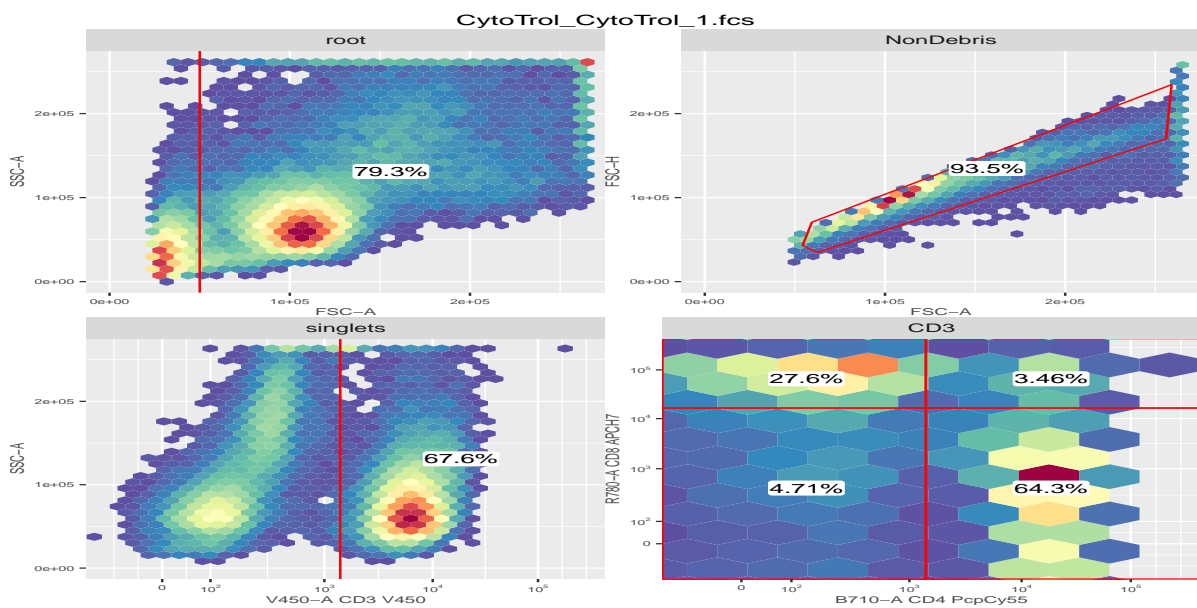 CytoTrol_CytoTrol_1.fcs
root
NonDebris
SSC-A
2e+05
1e+05
0e+00
79.3%
0e+00
1e+05
2e+05
FSC-A
FSC-H
2e+05
1e+05
0e+00
93.5%
0e+00
1e+05
2e+05
FSC-A
singlets
CD3
SSC-A
2e+05
1e+05
0e+00
67.6%
0
10²
10³
10⁴
10⁵
V450-A CD3 V450
R780-A CD8 APCH7
10⁵
10⁴
10³
10²
0
27.6%
3.46%
4.71%
64.3%
0
10²
10³
10⁴
10⁵
B710-A CD4 PcpCy55